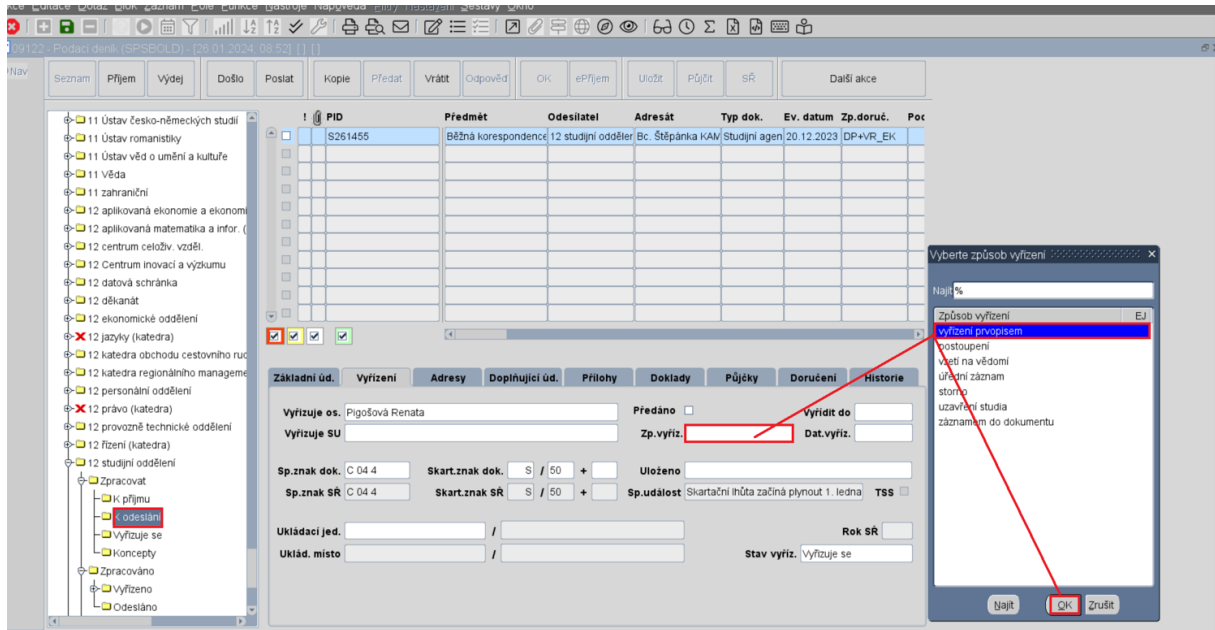 09122 - Podací deník (SPSBOLD) - [26.01.2024, 08:52] [ ] [ ]
Nav
Seznam Příjem Výdej Došlo Poslat Kopie Předat Vrátit Odpověď OK ePříjem Uložit Půjčit SŘ Další akce
! PID Předmět Odesílatel Adresát Typ dok. Ev. datum Zp.doruč.
S261455 Běžná korespondence 12 studijní odděler Bc. Štěpánka KAM Studijní agen 20.12.2023 DP+VR_EK
11 Ústav česko-německých studií
11 Ústav romanistiky
11 Ústav věd o umění a kultuře
11 Věda
11 zahraniční
12 aplikovaná ekonomie a ekonomi
12 aplikovaná matematika a infor. (
12 centrum celoživ. vzděl.
12 Centrum inovací a výzkumu
12 datová schránka
12 děkanát
12 ekonomické oddělení
12 jazyky (katedra)
12 katedra obchodu cestovního ruc
12 katedra regionálního manageme
12 personální oddělení
12 právo (katedra)
12 provozně technické oddělení
12 řízení (katedra)
12 studijní oddělení
Zpracovat
K příjmu
K odeslání
Vyřizuje se
Koncepty
Zpracováno
Vyřízeno
Odesláno
Základní úd. Vyřízení Adresy Doplňující úd. Přílohy Doklady Půjčky Doručení Historie
Vyřizuje os. Pigošová Renata Předáno Vyřídit do
Vyřizuje SU Zp.vyříz. Dat.vyříz.
Sp.znak dok. C 04 4 Skart.znak dok. S / 50 + Uloženo
Sp.znak SŘ C 04 4 Skart.znak SŘ S / 50 + Sp.událost Skartační lhůta začíná plynout 1. ledna TSS
Ukládací jed. / Rok SŘ
Uklád. místo / Stav vyříz. Vyřizuje se
Vyberte způsob vyřízení
Najít %
Způsob vyřízení EJ
vyřízení prvopisem
postoupení
vzetí na vědomí
úřední záznam
storno
uzavření studia
záznamem do dokumentu
Najít OK Zrušit